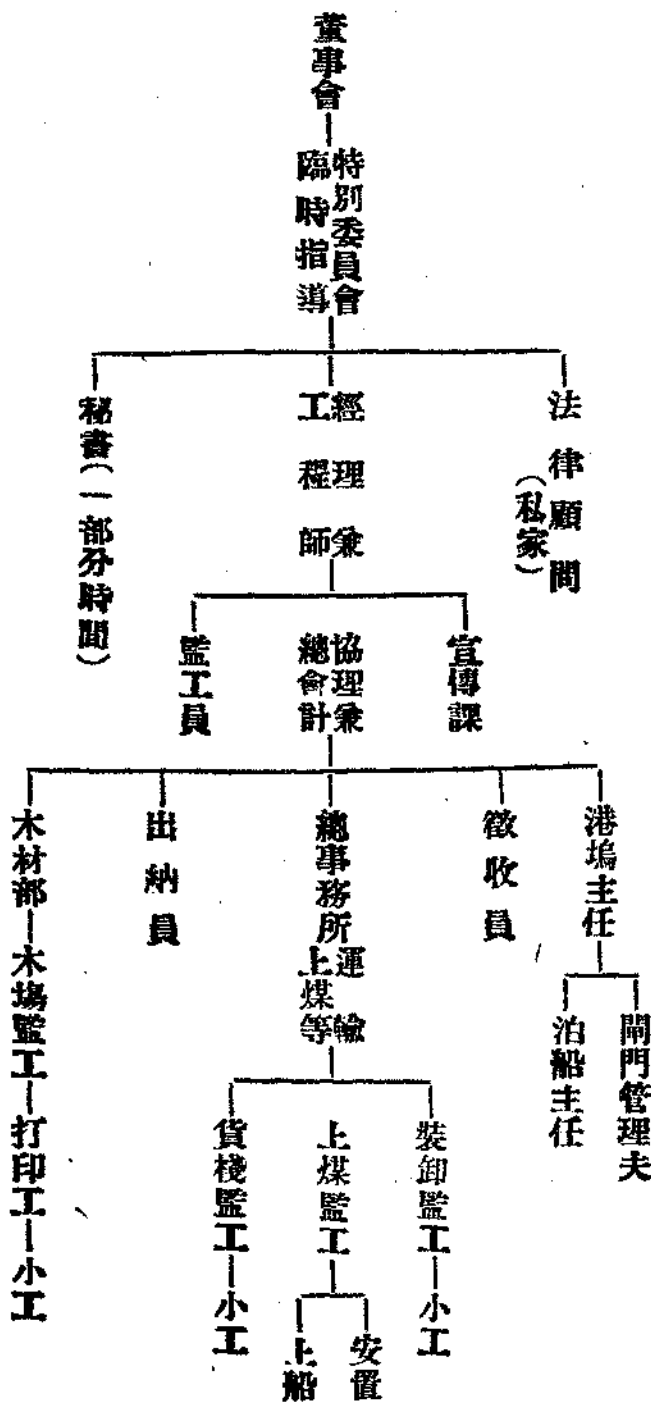 董事會
特別委員會
臨時指導
法律顧問
(私家)
經理兼
工程師
秘書(一部分時間)
宣傳課
協理兼
總會計
監工員
港塢主任
徵收員
總事務所
運輸
上煤等
出納員
木材部—木塲監工—打印工—小工
閘門管理夫
泊船主任
裝卸監工—小工
上煤監工
貨棧監工—小工
安置
上船